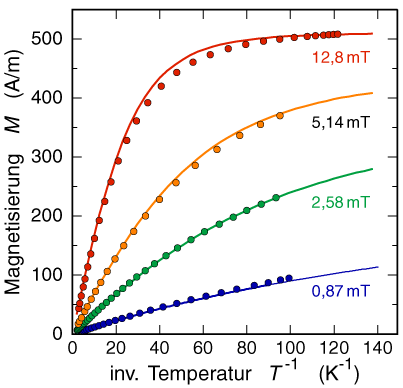 500
400
300
200
100
0
Magnetisierung M (A/m)
12,8 mT
5,14 mT
2,58 mT
0,87 mT
0 20 40 60 80 100 120 140
inv. Temperatur T⁻¹ (K⁻¹)